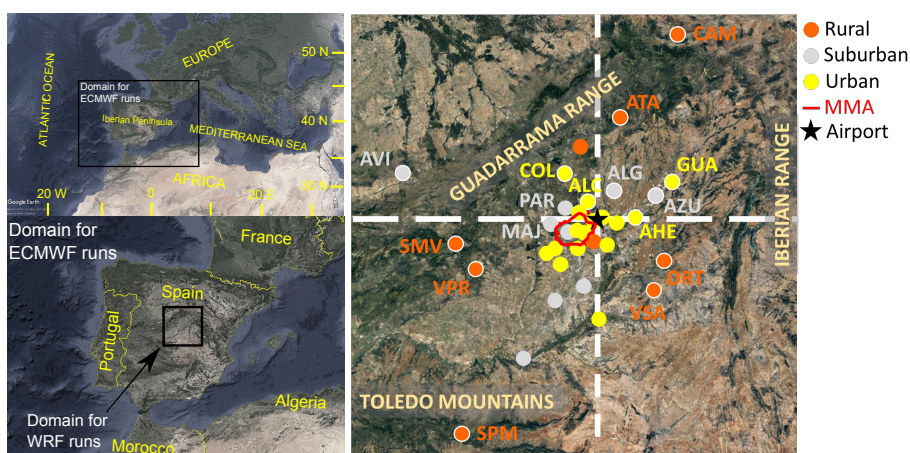 ATLANTIC OCEAN
EUROPE
50 N
Domain for
ECMWF runs
Iberian Peninsula
40 N
MEDITERRANEAN SEA
AFRICA
30 N
Google Earth
20 W
0
20 E
Domain for
ECMWF runs
France
Spain
Portugal
Domain for
WRF runs
Algeria
Morocco
CAM
ATA
GUADARRAMA RANGE
AVI
COL
ALG
GUA
ALC
PAR
AZU
MAJ
AHE
SMV
VPR
ORT
VSA
IBERIAN RANGE
TOLEDO MOUNTAINS
SPM
Rural
Suburban
Urban
MMA
Airport